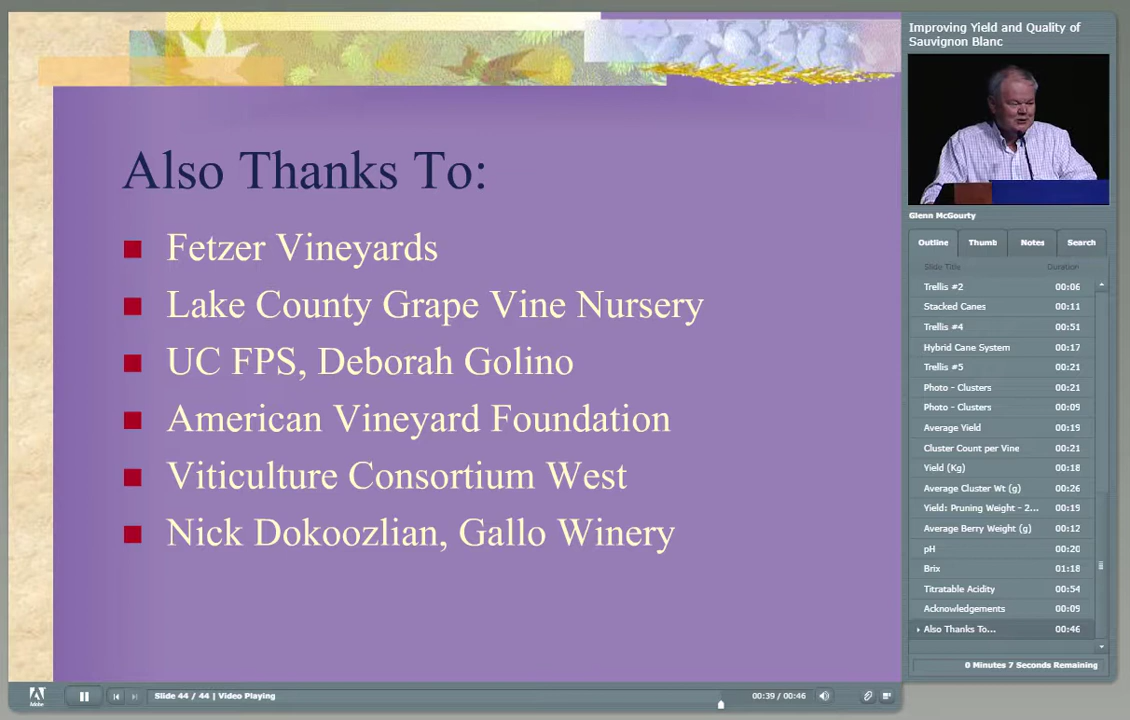 Also Thanks To:
Fetzer Vineyards
Lake County Grape Vine Nursery
UC FPS, Deborah Golino
American Vineyard Foundation
Viticulture Consortium West
Nick Dokoozlian, Gallo Winery
Improving Yield and Quality of
Sauvignon Blanc
Glenn McGourty
Outline Thumb Notes Search
Slide Title Duration
Trellis #2 00:06
Stacked Canes 00:11
Trellis #4 00:51
Hybrid Cane System 00:17
Trellis #5 00:21
Photo - Clusters 00:21
Photo - Clusters 00:09
Average Yield 00:19
Cluster Count per Vine 00:21
Yield (Kg) 00:18
Average Cluster Wt (g) 00:26
Yield: Pruning Weight - 2... 00:19
Average Berry Weight (g) 00:12
pH 00:20
Brix 01:18
Titratable Acidity 00:54
Acknowledgements 00:09
Also Thanks To... 00:46
0 Minutes 7 Seconds Remaining
Adobe
Slide 44 / 44 | Video Playing
00:39 / 00:46